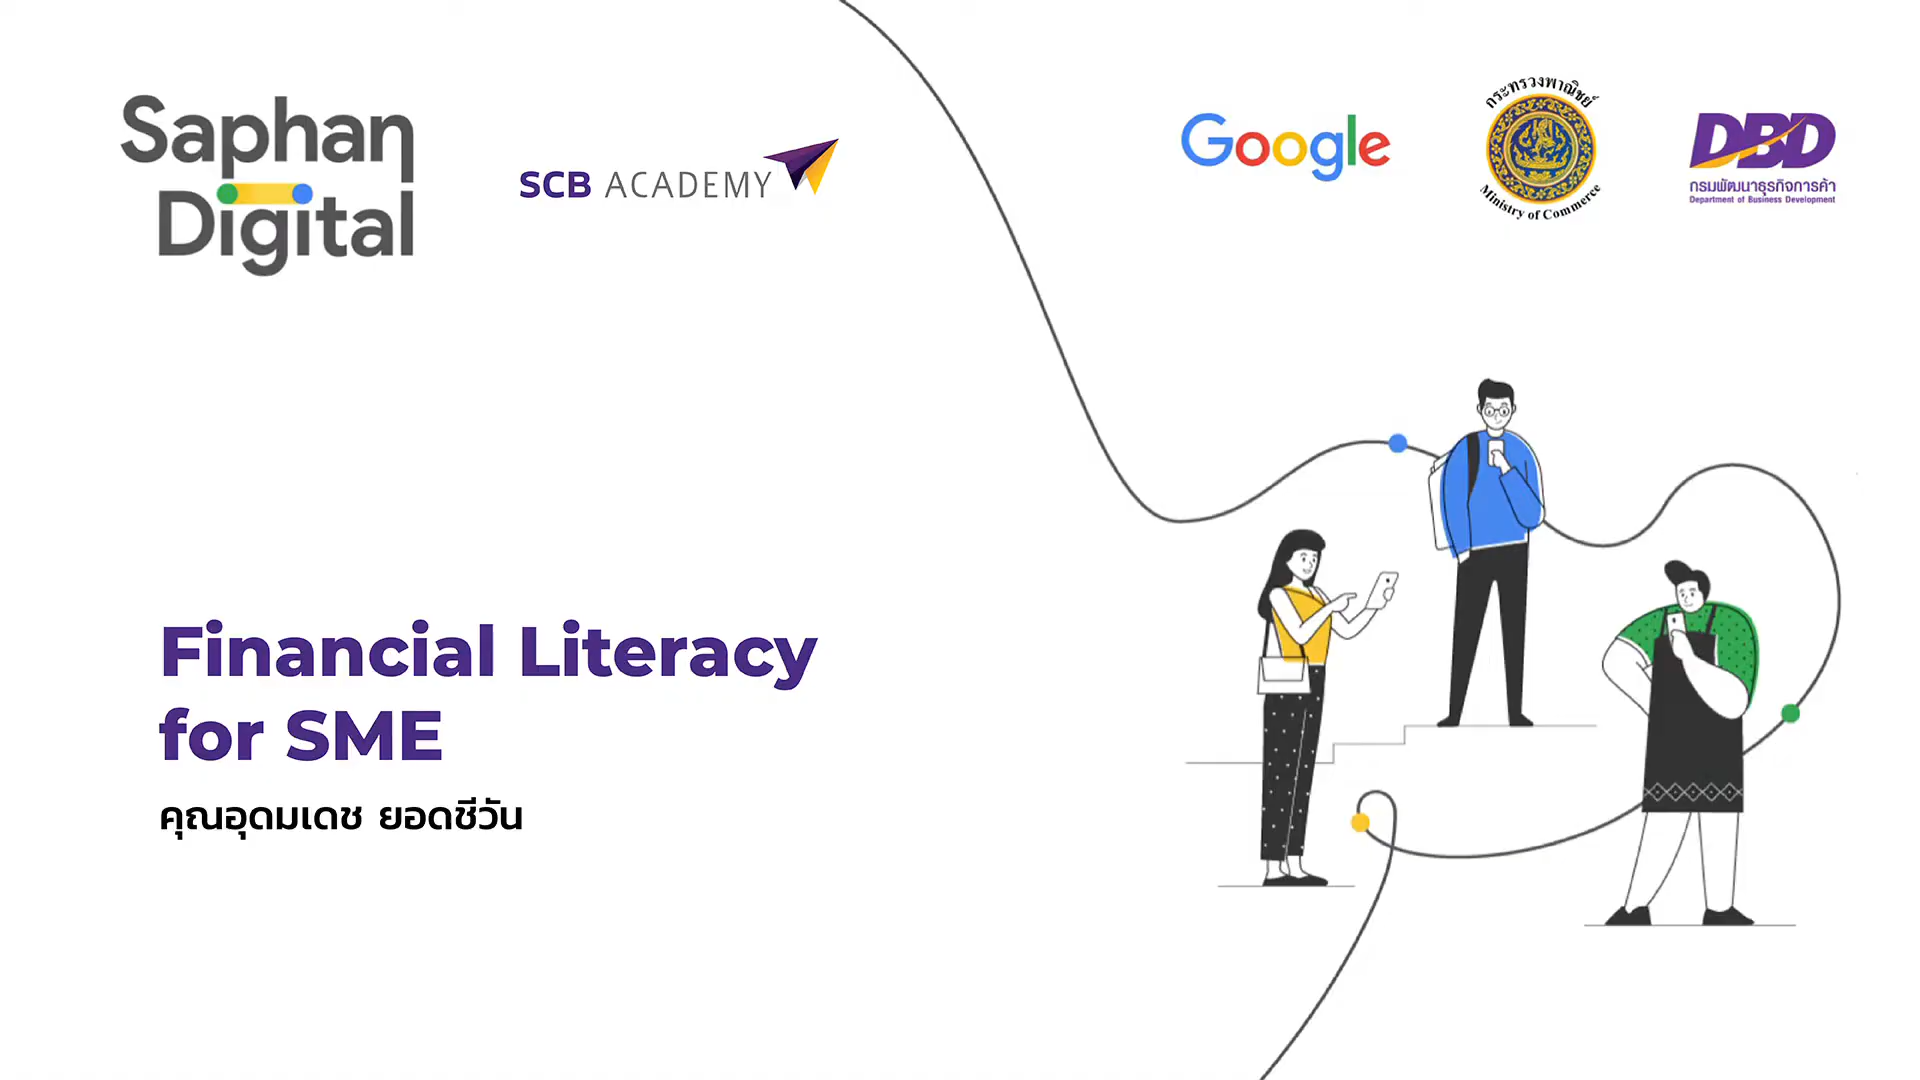 Saphan
Digital
SCB ACADEMY
Google
กระทรวงพาณิชย์
Ministry of Commerce
DBD
กรมพัฒนาธุรกิจการค้า
Department of Business Development
Financial Literacy
for SME
คุณอุดมเดช ยอดชีวัน